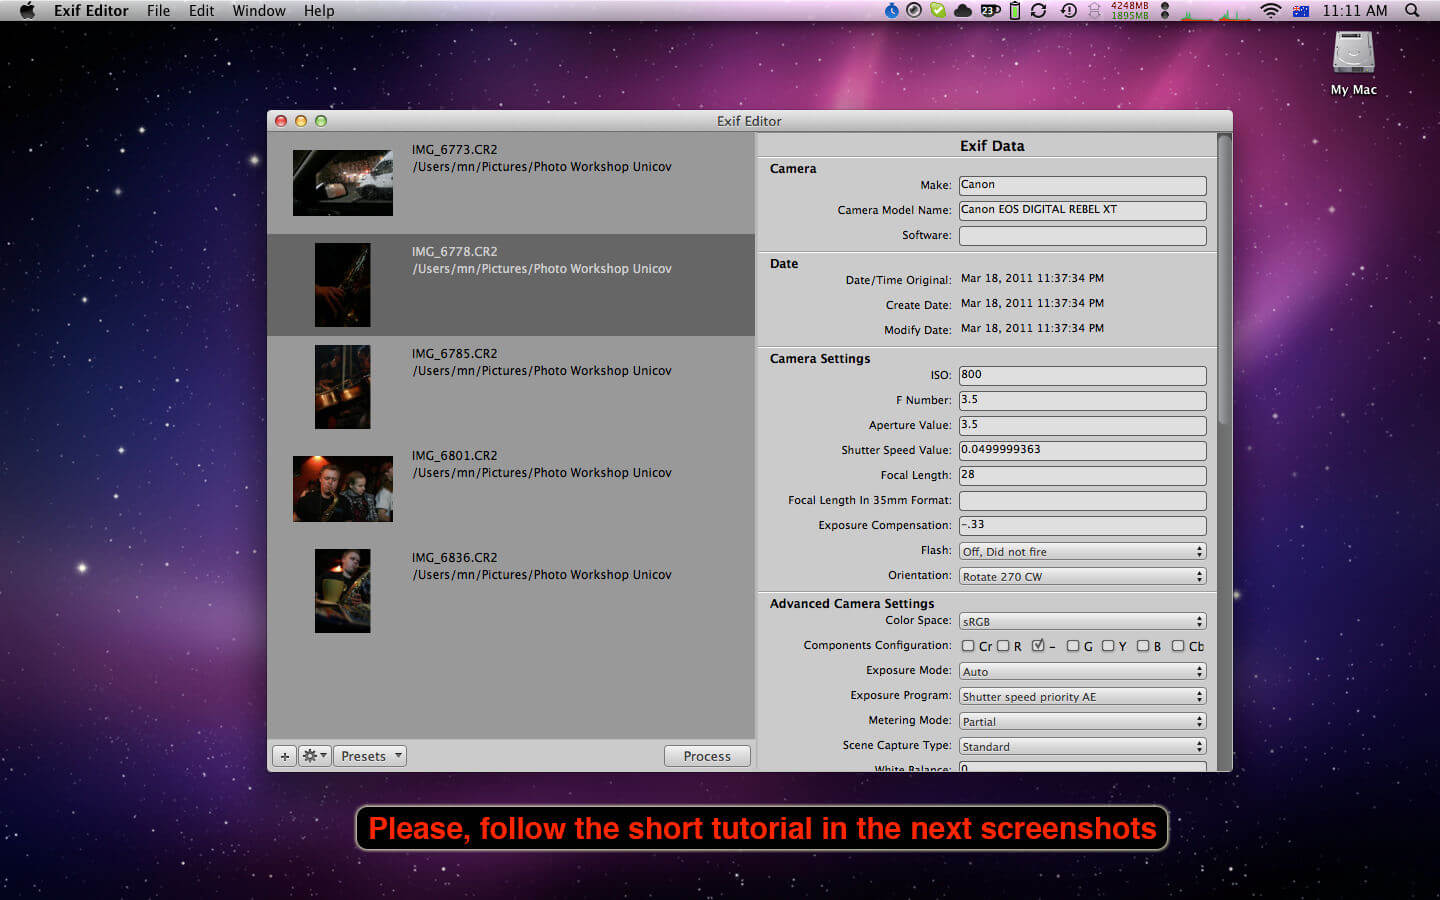 Exif Editor File Edit Window Help
23
4248MB
1895MB
11:11 AM
My Mac
Exif Editor
IMG_6773.CR2
/Users/mn/Pictures/Photo Workshop Unicov
IMG_6778.CR2
/Users/mn/Pictures/Photo Workshop Unicov
IMG_6785.CR2
/Users/mn/Pictures/Photo Workshop Unicov
IMG_6801.CR2
/Users/mn/Pictures/Photo Workshop Unicov
IMG_6836.CR2
/Users/mn/Pictures/Photo Workshop Unicov
+ Presets Process
Exif Data
Camera
Make: Canon
Camera Model Name: Canon EOS DIGITAL REBEL XT
Software:
Date
Date/Time Original: Mar 18, 2011 11:37:34 PM
Create Date: Mar 18, 2011 11:37:34 PM
Modify Date: Mar 18, 2011 11:37:34 PM
Camera Settings
ISO: 800
F Number: 3.5
Aperture Value: 3.5
Shutter Speed Value: 0.0499999363
Focal Length: 28
Focal Length In 35mm Format:
Exposure Compensation: -.33
Flash: Off, Did not fire
Orientation: Rotate 270 CW
Advanced Camera Settings
Color Space: sRGB
Components Configuration: Cr R - G Y B Cb
Exposure Mode: Auto
Exposure Program: Shutter speed priority AE
Metering Mode: Partial
Scene Capture Type: Standard
White Balance: 0
Please, follow the short tutorial in the next screenshots